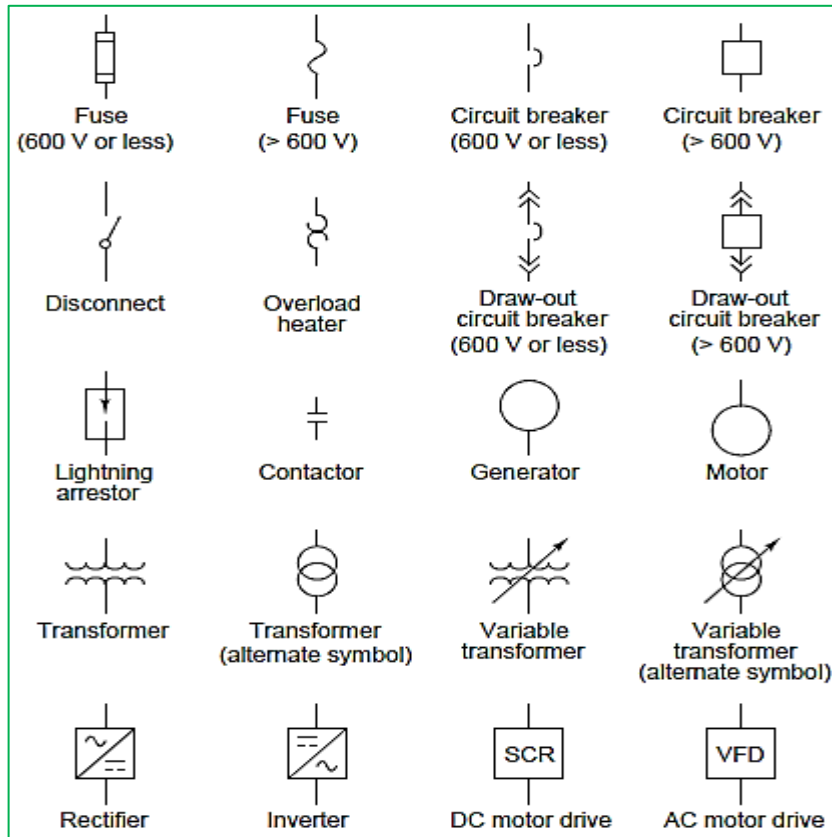 Fuse
(600 V or less)
Fuse
(> 600 V)
Circuit breaker
(600 V or less)
Circuit breaker
(> 600 V)
Disconnect
Overload
heater
Draw-out
circuit breaker
(600 V or less)
Draw-out
circuit breaker
(> 600 V)
Lightning
arrestor
Contactor
Generator
Motor
Transformer
Transformer
(alternate symbol)
Variable
transformer
Variable
transformer
(alternate symbol)
Rectifier
Inverter
SCR
DC motor drive
VFD
AC motor drive